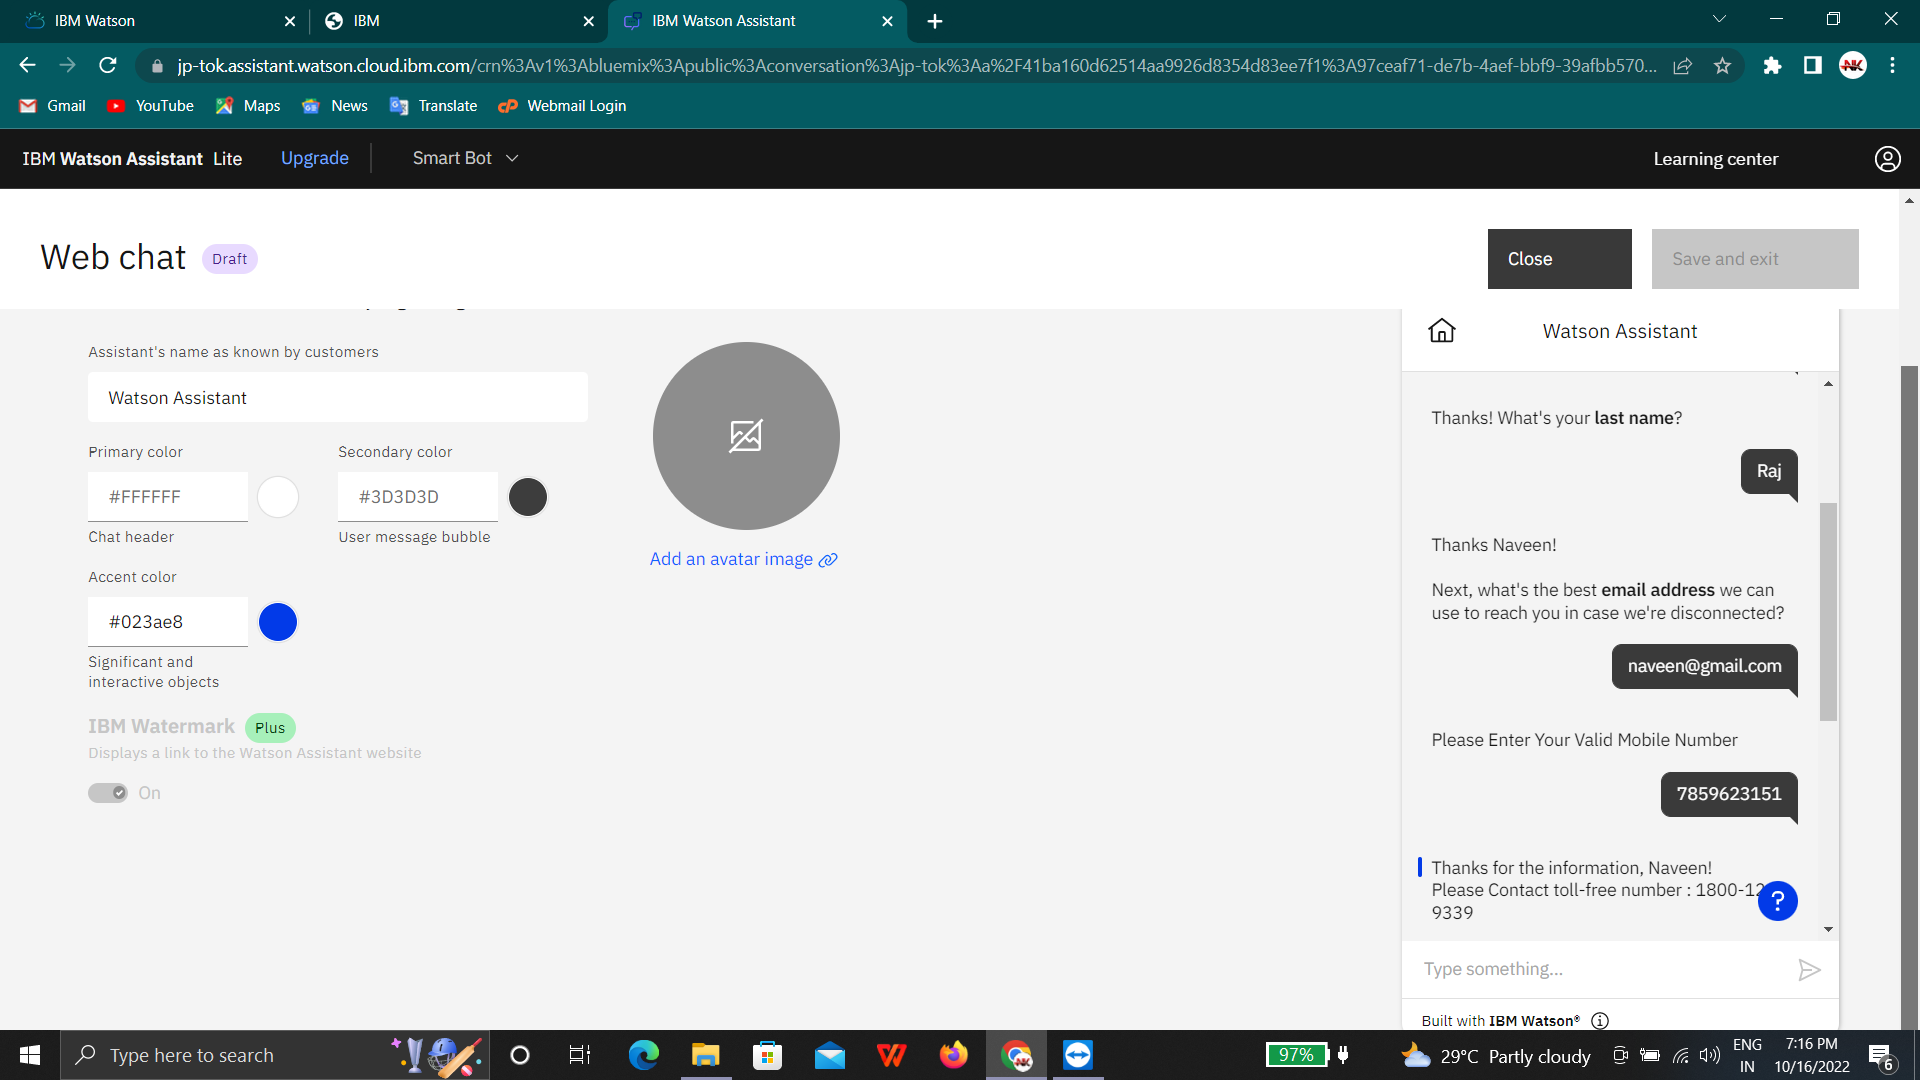 IBM Watson
IBM
IBM Watson Assistant
jp-tok.assistant.watson.cloud.ibm.com/crn%3Av1%3Abluemix%3Apublic%3Aconversation%3Ajp-tok%3Aa%2F41ba160d62514aa9926d8354d83ee7f1%3A97ceaf71-de7b-4aef-bbf9-39afbb570...
NK
Gmail
YouTube
Maps
News
Translate
Webmail Login
IBM Watson Assistant Lite
Upgrade
Smart Bot
Learning center
Web chat
Draft
Close
Save and exit
Assistant's name as known by customers
Watson Assistant
Primary color
Secondary color
#FFFFFF
#3D3D3D
Chat header
User message bubble
Accent color
#023ae8
Significant and
interactive objects
Add an avatar image
IBM Watermark
Plus
Displays a link to the Watson Assistant website
On
Watson Assistant
Thanks! What's your last name?
Raj
Thanks Naveen!
Next, what's the best email address we can
use to reach you in case we're disconnected?
naveen@gmail.com
Please Enter Your Valid Mobile Number
7859623151
Thanks for the information, Naveen!
Please Contact toll-free number : 1800-12
9339
?
Type something...
Built with IBM Watson®
Type here to search
97%
29°C Partly cloudy
ENG
IN
7:16 PM
10/16/2022
6